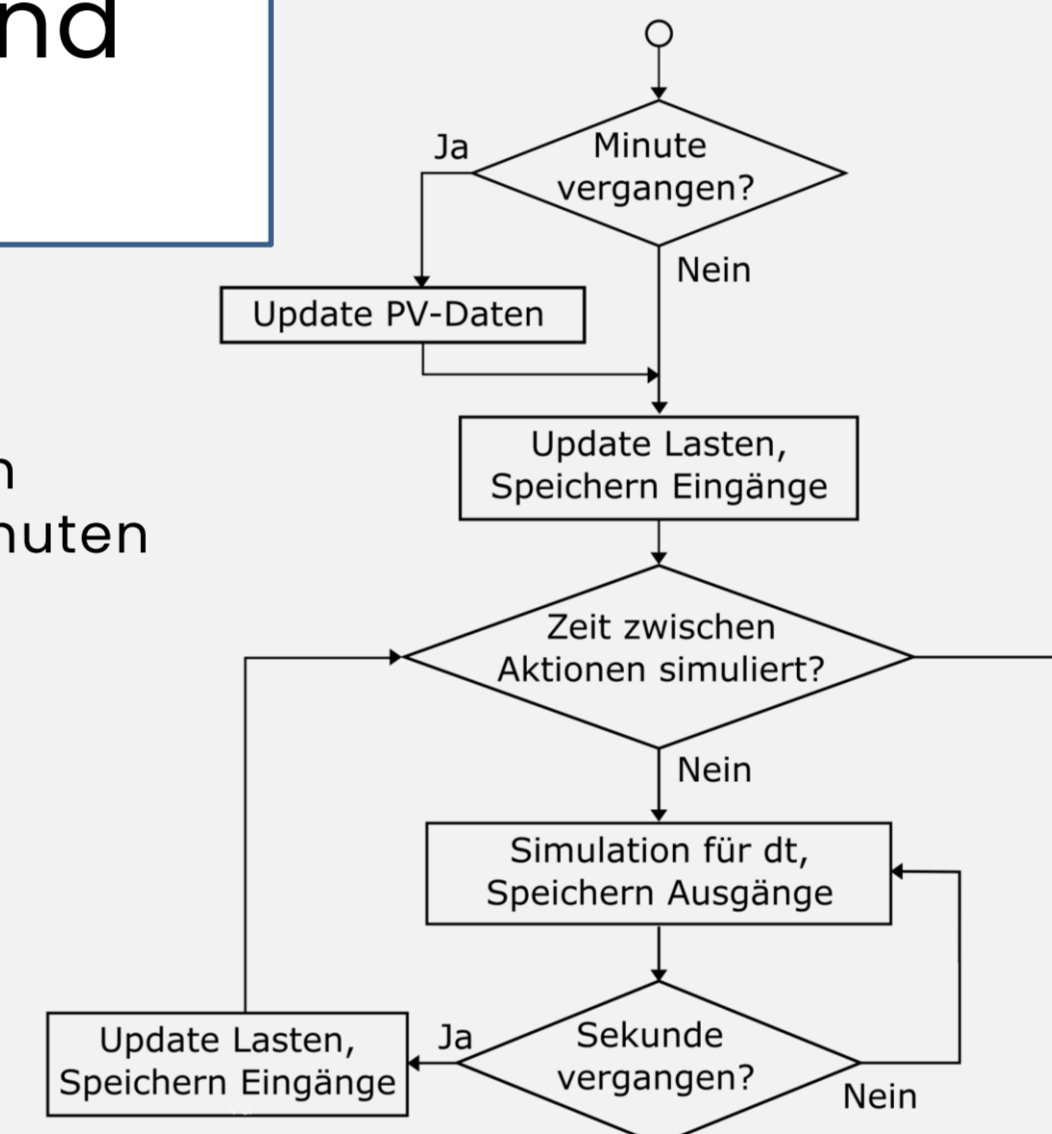 nd
Ja
Minute
vergangen?
Nein
Update PV-Daten
Update Lasten,
Speichern Eingänge
n
nuten
Zeit zwischen
Aktionen simuliert?
Nein
Simulation für dt,
Speichern Ausgänge
Update Lasten,
Speichern Eingänge
Ja
Sekunde
vergangen?
Nein